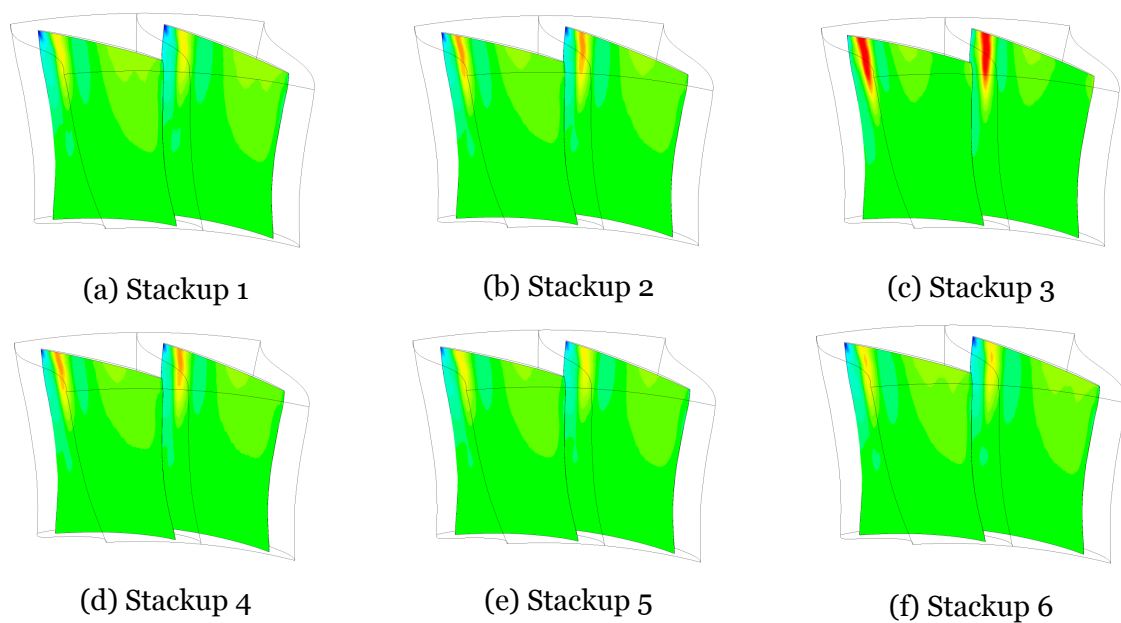 (a) Stackup 1
(b) Stackup 2
(c) Stackup 3
(d) Stackup 4
(e) Stackup 5
(f) Stackup 6